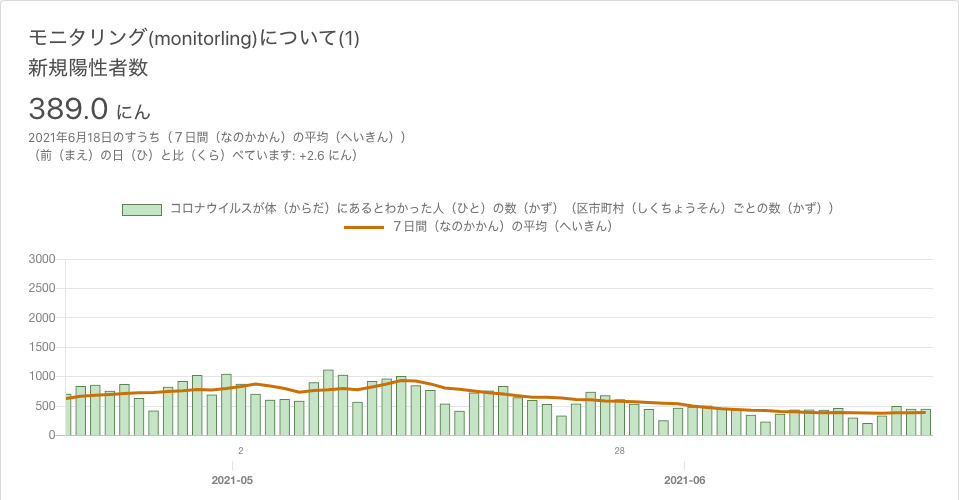 モニタリング(monitorling)について(1)
新規陽性者数
389.0 にん
2021年6月18日のすうち（７日間（なのかかん）の平均（へいきん））
（前（まえ）の日（ひ）と比（くら）べています: +2.6 にん）
コロナウイルスが体（からだ）にあるとわかった人（ひと）の数（かず）（区市町村（しくちょうそん）ごとの数（かず））
７日間（なのかかん）の平均（へいきん）
3000
2500
2000
1500
1000
500
0
2 28
2021-05 2021-06